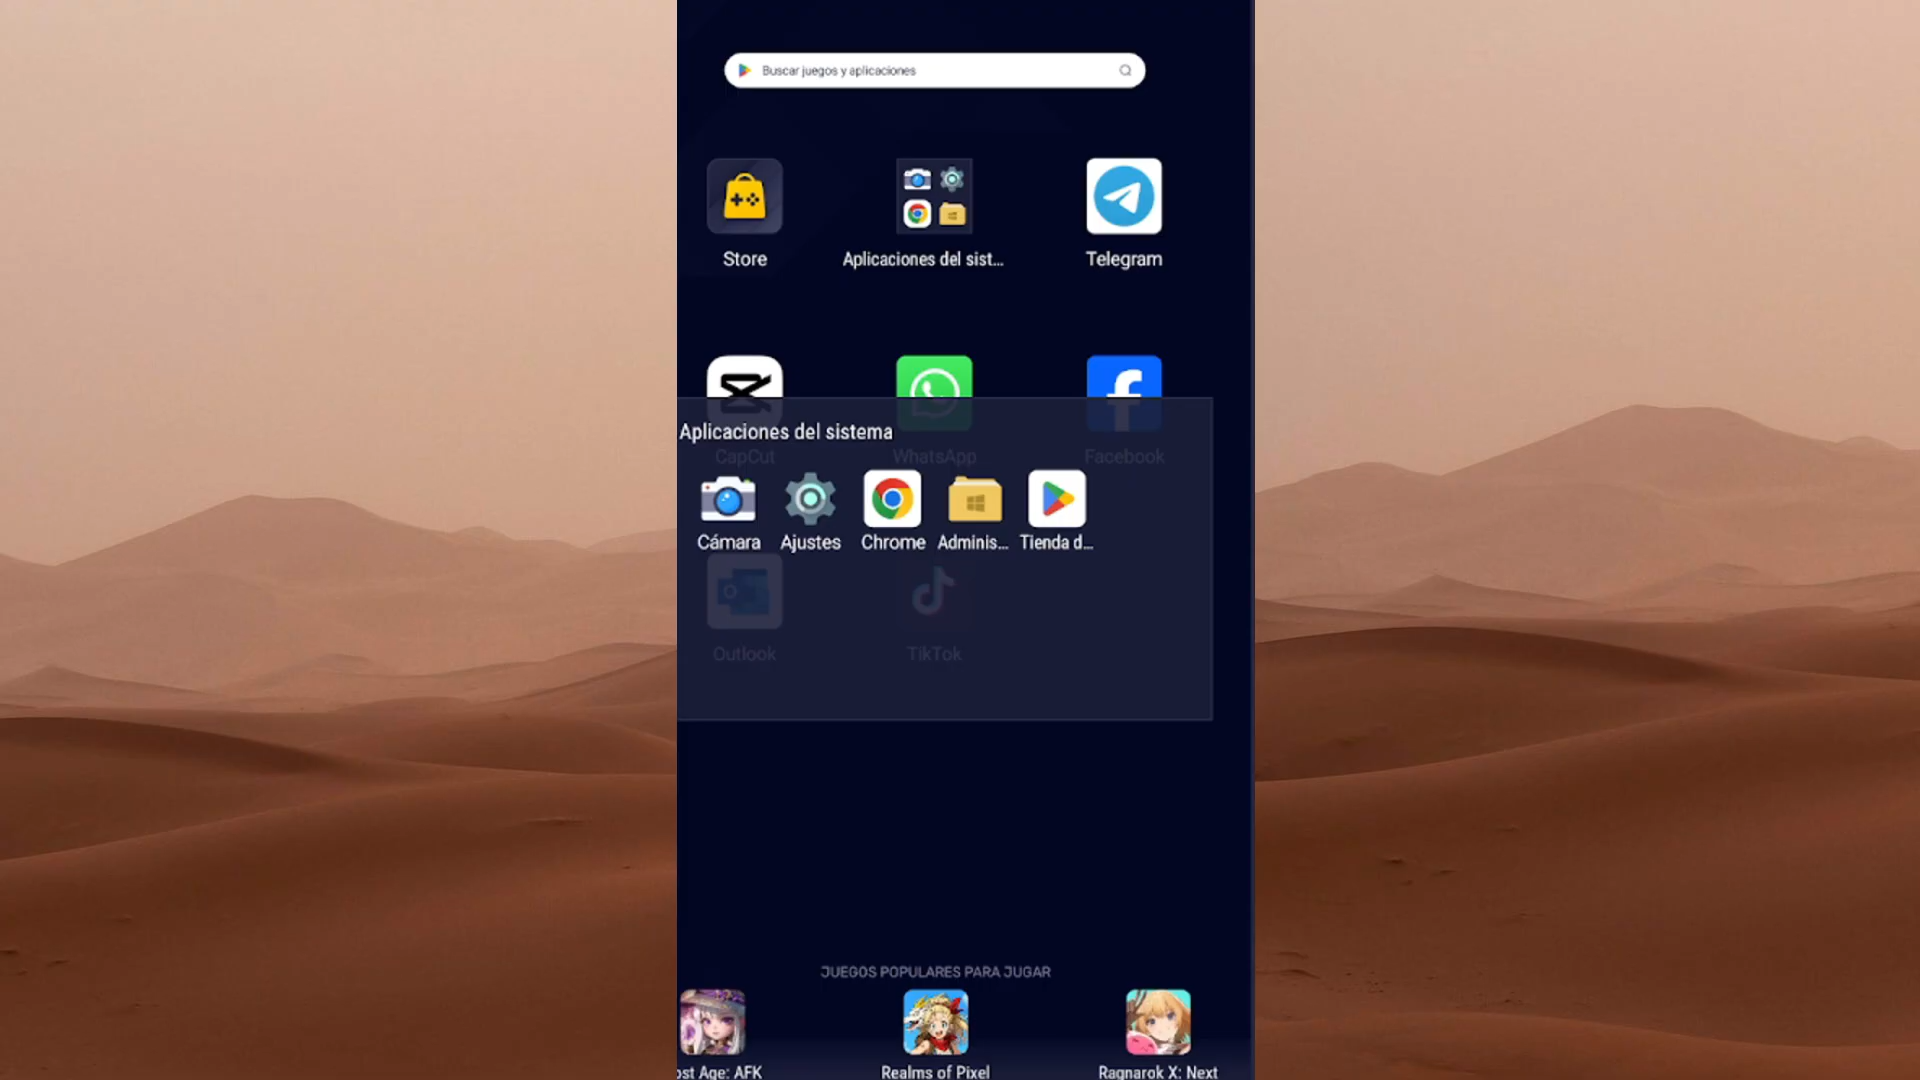 Buscar juegos y aplicaciones
Store
Aplicaciones del sist...
Telegram
Aplicaciones del sistema
CapCut
WhatsApp
Facebook
Cámara
Ajustes
Chrome
Adminis...
Tienda d...
Outlook
TikTok
JUEGOS POPULARES PARA JUGAR
ost Age: AFK
Realms of Pixel
Ragnarok X: Next